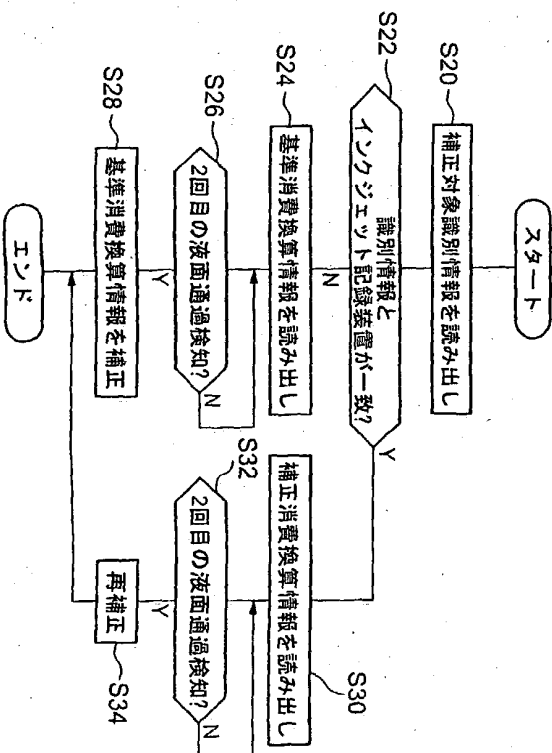 スタート
S20
補正対象識別情報を読み出し
S22
識別情報と
インクジェット記録装置が一致?
Y
N
S24
基準消費換算情報を読み出し
S26
2回目の液面通過検知?
N
Y
S28
基準消費換算情報を補正
エンド
補正消費換算情報を読み出し
S30
S32
2回目の液面通過検知?
N
Y
再補正
S34